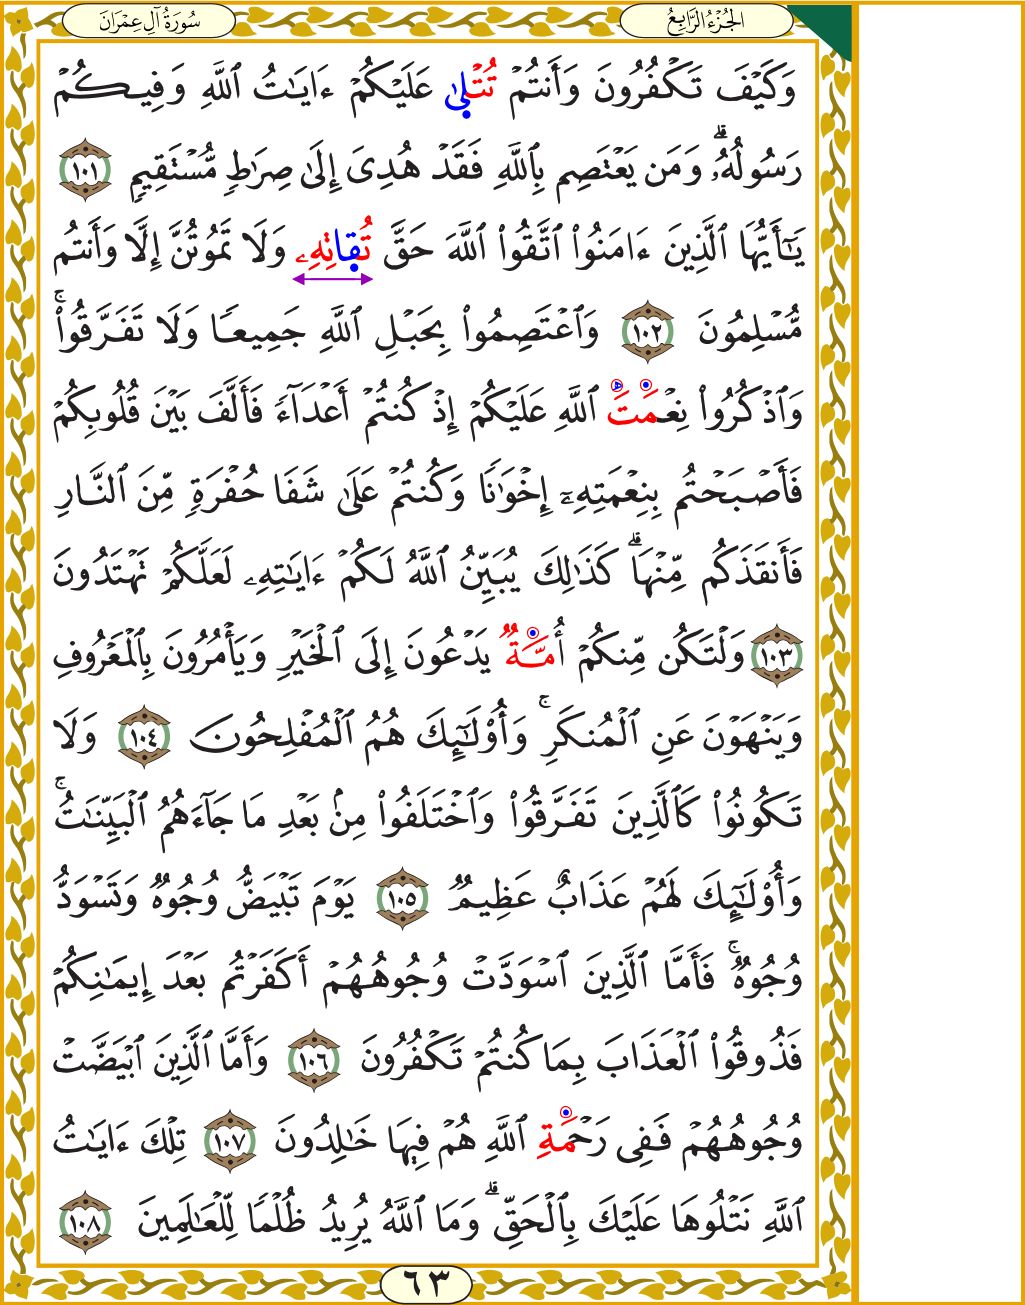 سُورَةُ آلِ عِمْرَان
الجُزْءُ الرَّابِعُ
وَكَيْفَ تَكْفُرُونَ وَأَنتُمْ تُتْلَىٰ عَلَيْكُمْ ءَايَـٰتُ ٱللَّهِ وَفِيكُمْ
رَسُولُهُۥ ۗ وَمَن يَعْتَصِم بِٱللَّهِ فَقَدْ هُدِىَ إِلَىٰ صِرَٰطٍ مُّسْتَقِيمٍ ١٠١
يَـٰٓأَيُّهَا ٱلَّذِينَ ءَامَنُوا۟ ٱتَّقُوا۟ ٱللَّهَ حَقَّ تُقَاتِهِۦ وَلَا تَمُوتُنَّ إِلَّا وَأَنتُم
مُّسْلِمُونَ ١٠٢ وَٱعْتَصِمُوا۟ بِحَبْلِ ٱللَّهِ جَمِيعًا وَلَا تَفَرَّقُوا۟ ۚ
وَٱذْكُرُوا۟ نِعْمَتَ ٱللَّهِ عَلَيْكُمْ إِذْ كُنتُمْ أَعْدَآءً فَأَلَّفَ بَيْنَ قُلُوبِكُمْ
فَأَصْبَحْتُم بِنِعْمَتِهِۦٓ إِخْوَٰنًا وَكُنتُمْ عَلَىٰ شَفَا حُفْرَةٍ مِّنَ ٱلنَّارِ
فَأَنقَذَكُم مِّنْهَا ۗ كَذَٰلِكَ يُبَيِّنُ ٱللَّهُ لَكُمْ ءَايَـٰتِهِۦ لَعَلَّكُمْ تَهْتَدُونَ
١٠٣ وَلْتَكُن مِّنكُمْ أُمَّةٌ يَدْعُونَ إِلَى ٱلْخَيْرِ وَيَأْمُرُونَ بِٱلْمَعْرُوفِ
وَيَنْهَوْنَ عَنِ ٱلْمُنكَرِ ۚ وَأُو۟لَـٰٓئِكَ هُمُ ٱلْمُفْلِحُونَ ١٠٤ وَلَا
تَكُونُوا۟ كَٱلَّذِينَ تَفَرَّقُوا۟ وَٱخْتَلَفُوا۟ مِنۢ بَعْدِ مَا جَآءَهُمُ ٱلْبَيِّنَـٰتُ ۚ
وَأُو۟لَـٰٓئِكَ لَهُمْ عَذَابٌ عَظِيمٌ ١٠٥ يَوْمَ تَبْيَضُّ وُجُوهٌ وَتَسْوَدُّ
وُجُوهٌ ۚ فَأَمَّا ٱلَّذِينَ ٱسْوَدَّتْ وُجُوهُهُمْ أَكَفَرْتُم بَعْدَ إِيمَـٰنِكُمْ
فَذُوقُوا۟ ٱلْعَذَابَ بِمَا كُنتُمْ تَكْفُرُونَ ١٠٦ وَأَمَّا ٱلَّذِينَ ٱبْيَضَّتْ
وُجُوهُهُمْ فَفِى رَحْمَةِ ٱللَّهِ هُمْ فِيهَا خَـٰلِدُونَ ١٠٧ تِلْكَ ءَايَـٰتُ
ٱللَّهِ نَتْلُوهَا عَلَيْكَ بِٱلْحَقِّ ۗ وَمَا ٱللَّهُ يُرِيدُ ظُلْمًا لِّلْعَـٰلَمِينَ ١٠٨
٦٣